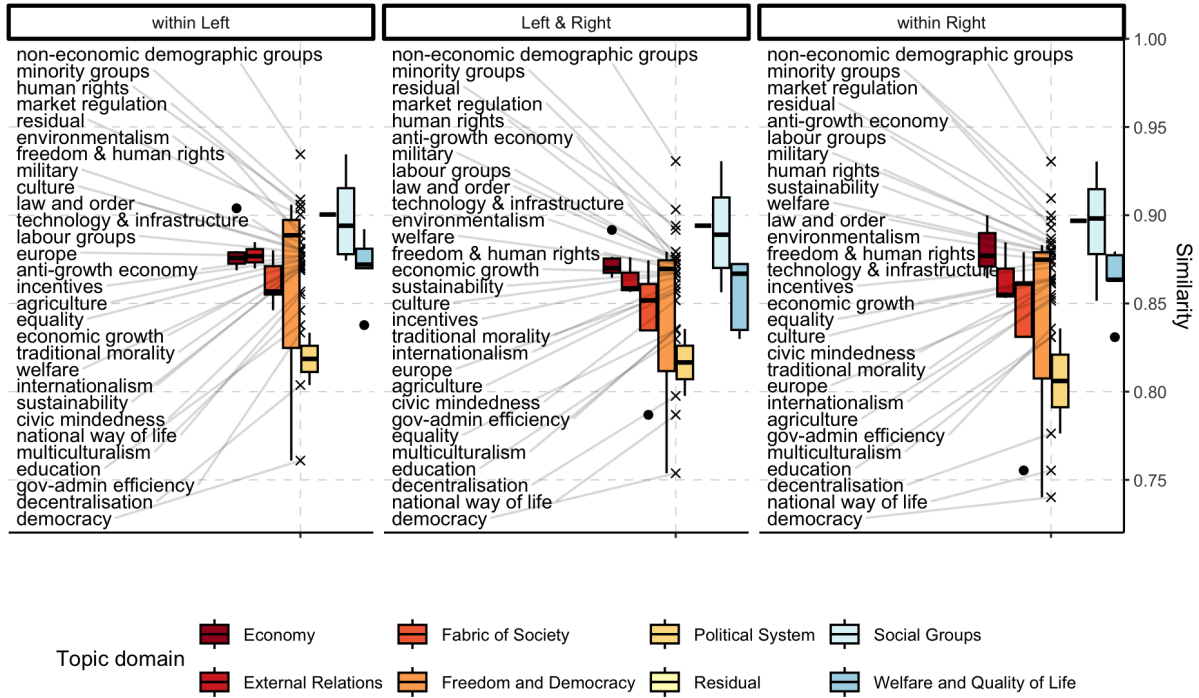 within Left
non-economic demographic groups
minority groups
human rights
market regulation
residual
environmentalism
freedom & human rights
military
culture
law and order
technology & infrastructure
labour groups
europe
anti-growth economy
incentives
agriculture
equality
economic growth
traditional morality
welfare
internationalism
sustainability
civic mindedness
national way of life
multiculturalism
education
gov-admin efficiency
decentralisation
democracy
Left & Right
non-economic demographic groups
minority groups
residual
market regulation
human rights
anti-growth economy
military
labour groups
law and order
technology & infrastructure
environmentalism
welfare
freedom & human rights
economic growth
sustainability
culture
incentives
traditional morality
internationalism
europe
agriculture
civic mindedness
gov-admin efficiency
equality
multiculturalism
education
decentralisation
national way of life
democracy
within Right
non-economic demographic groups
minority groups
market regulation
residual
anti-growth economy
labour groups
military
human rights
sustainability
welfare
law and order
environmentalism
freedom & human rights
technology & infrastructure
incentives
economic growth
equality
culture
civic mindedness
traditional morality
europe
internationalism
agriculture
gov-admin efficiency
multiculturalism
education
decentralisation
national way of life
democracy
1.00
0.95
0.90
0.85
0.80
0.75
Similarity
Topic domain
Economy
Fabric of Society
Political System
Social Groups
External Relations
Freedom and Democracy
Residual
Welfare and Quality of Life